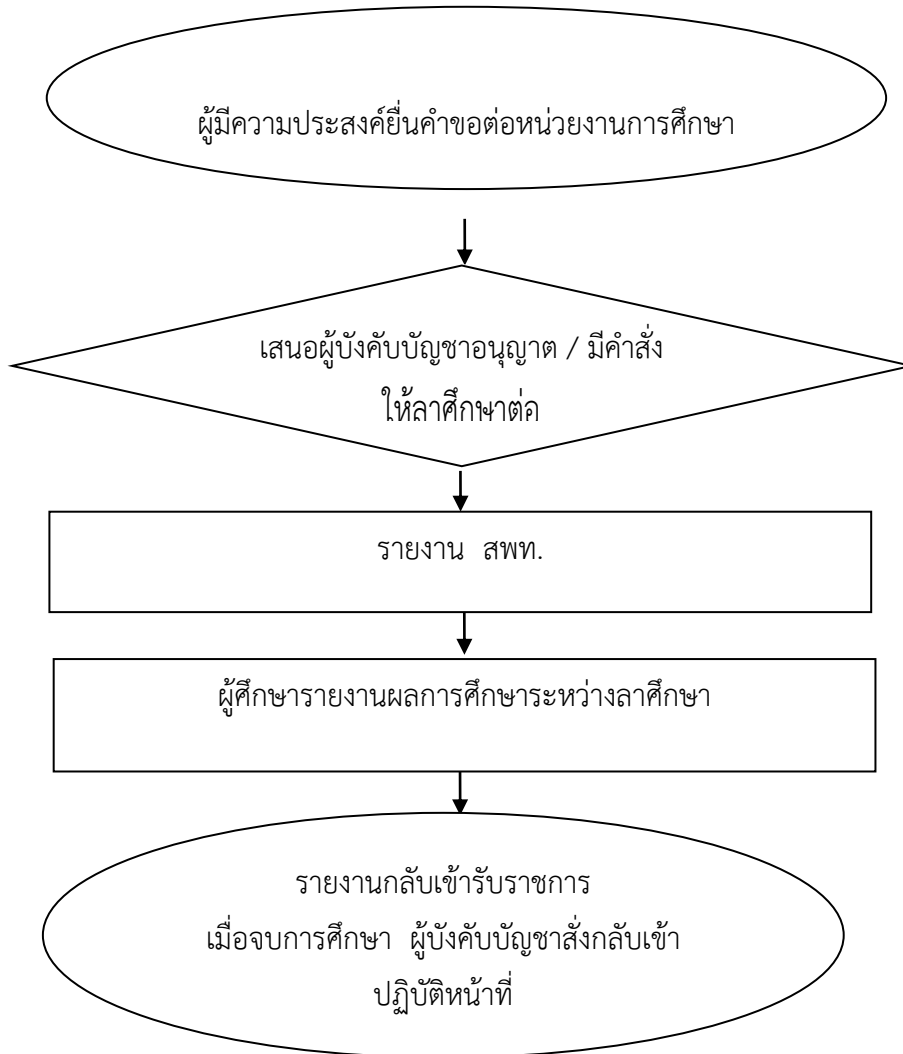 ผู้มีความประสงค์ยื่นคำขอต่อหน่วยงานการศึกษา
เสนอผู้บังคับบัญชาอนุญาต / มีคำสั่ง
ให้ลาศึกษาต่อ
รายงาน สพท.
ผู้ศึกษารายงานผลการศึกษาระหว่างลาศึกษา
รายงานกลับเข้ารับราชการ
เมื่อจบการศึกษา ผู้บังคับบัญชาสั่งกลับเข้า
ปฏิบัติหน้าที่